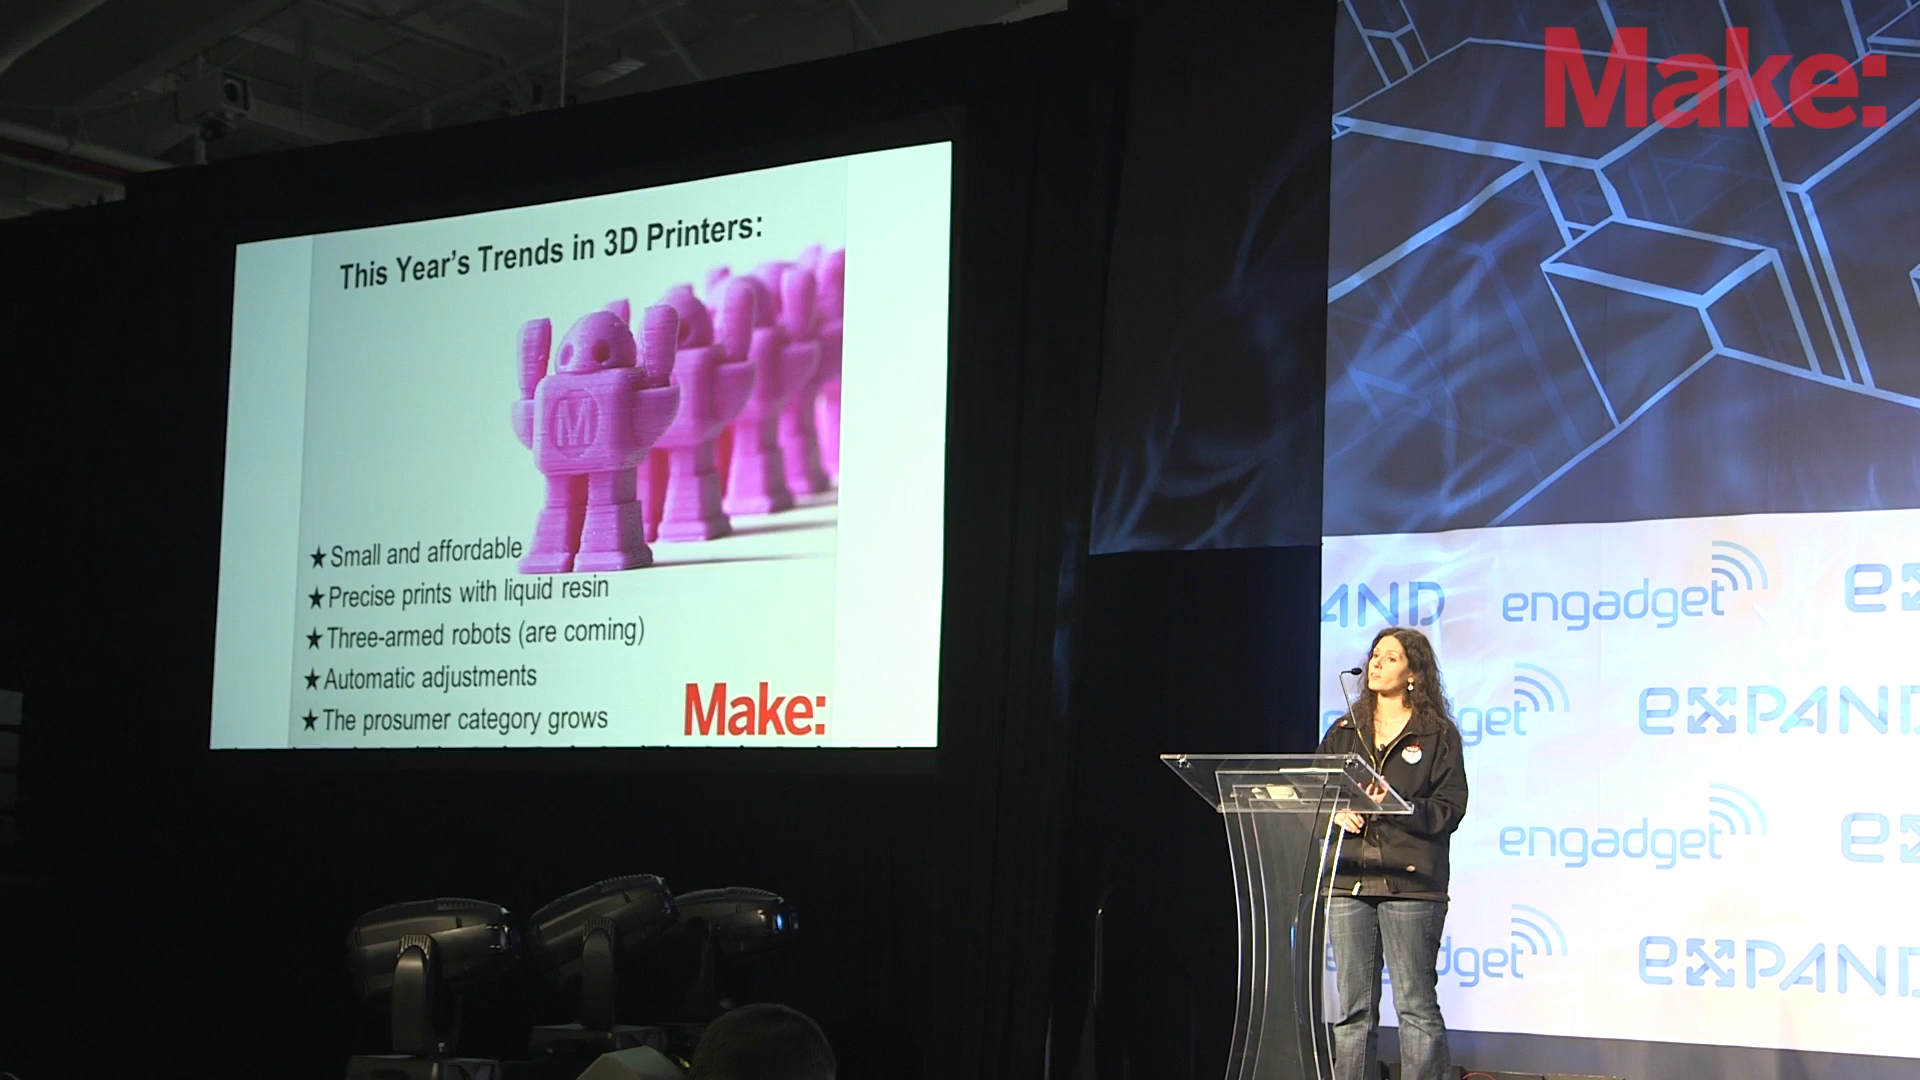 Make:
This Year's Trends in 3D Printers:
M
★ Small and affordable
★ Precise prints with liquid resin
★ Three-armed robots (are coming)
★ Automatic adjustments
★ The prosumer category grows
Make:
AND engadget e
dget EXPAND
engadget e
dget EXPAND